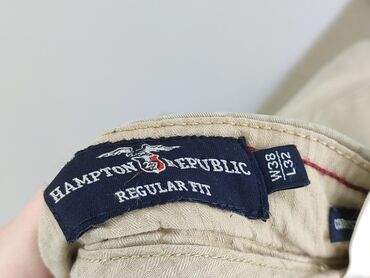 HAMPTON REPUBLIC
REGULAR FIT
W38
L32